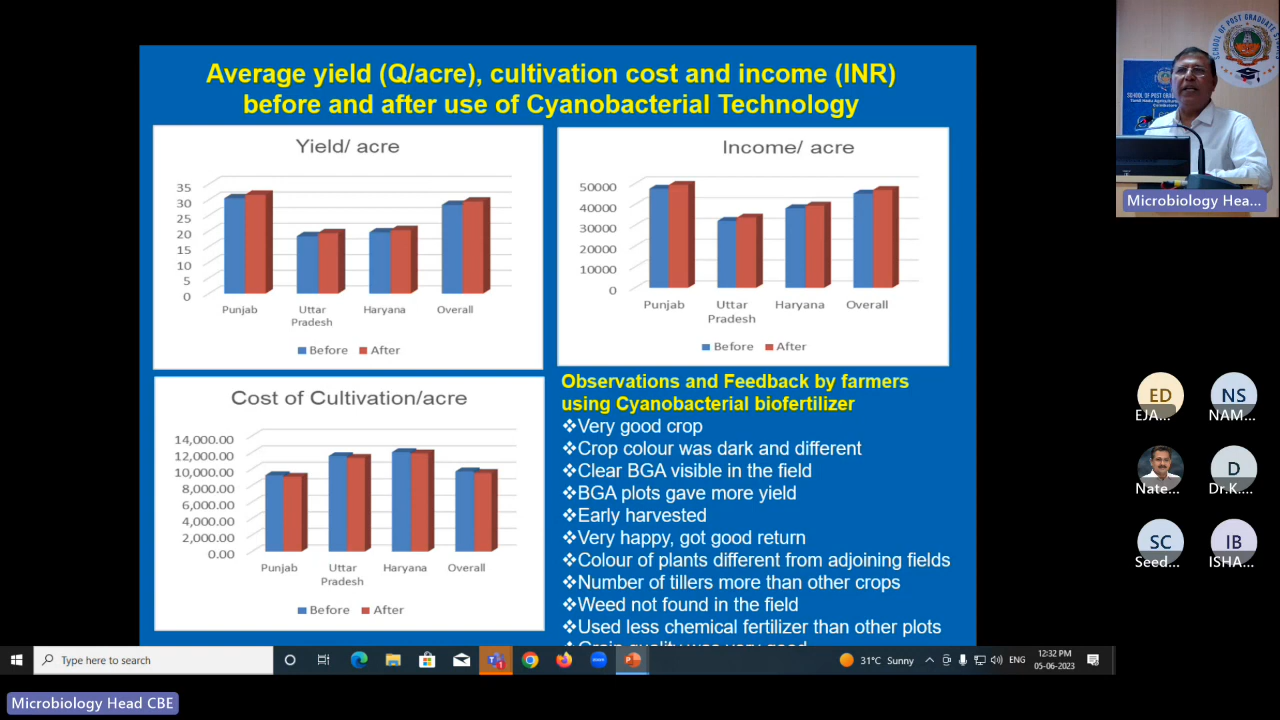 Average yield (Q/acre), cultivation cost and income (INR)
before and after use of Cyanobacterial Technology
Yield/ acre
35
30
25
20
15
10
5
0
Punjab
Uttar
Pradesh
Haryana
Overall
Before
After
Income/ acre
50000
40000
30000
20000
10000
0
Punjab
Uttar
Pradesh
Haryana
Overall
Before
After
Cost of Cultivation/acre
14,000.00
12,000.00
10,000.00
8,000.00
6,000.00
4,000.00
2,000.00
0.00
Punjab
Uttar
Pradesh
Haryana
Overall
Before
After
Observations and Feedback by farmers
using Cyanobacterial biofertilizer
❖Very good crop
❖Crop colour was dark and different
❖Clear BGA visible in the field
❖BGA plots gave more yield
❖Early harvested
❖Very happy, got good return
❖Colour of plants different from adjoining fields
❖Number of tillers more than other crops
❖Weed not found in the field
❖Used less chemical fertilizer than other plots
SCHOOL OF POST GRADUATE
Microbiology Hea...
ED
EJA...
NS
NAM...
Nate...
D
Dr.K....
SC
Seed...
IB
ISHA...
Type here to search
31°C Sunny
ENG
12:32 PM
05-06-2023
Microbiology Head CBE